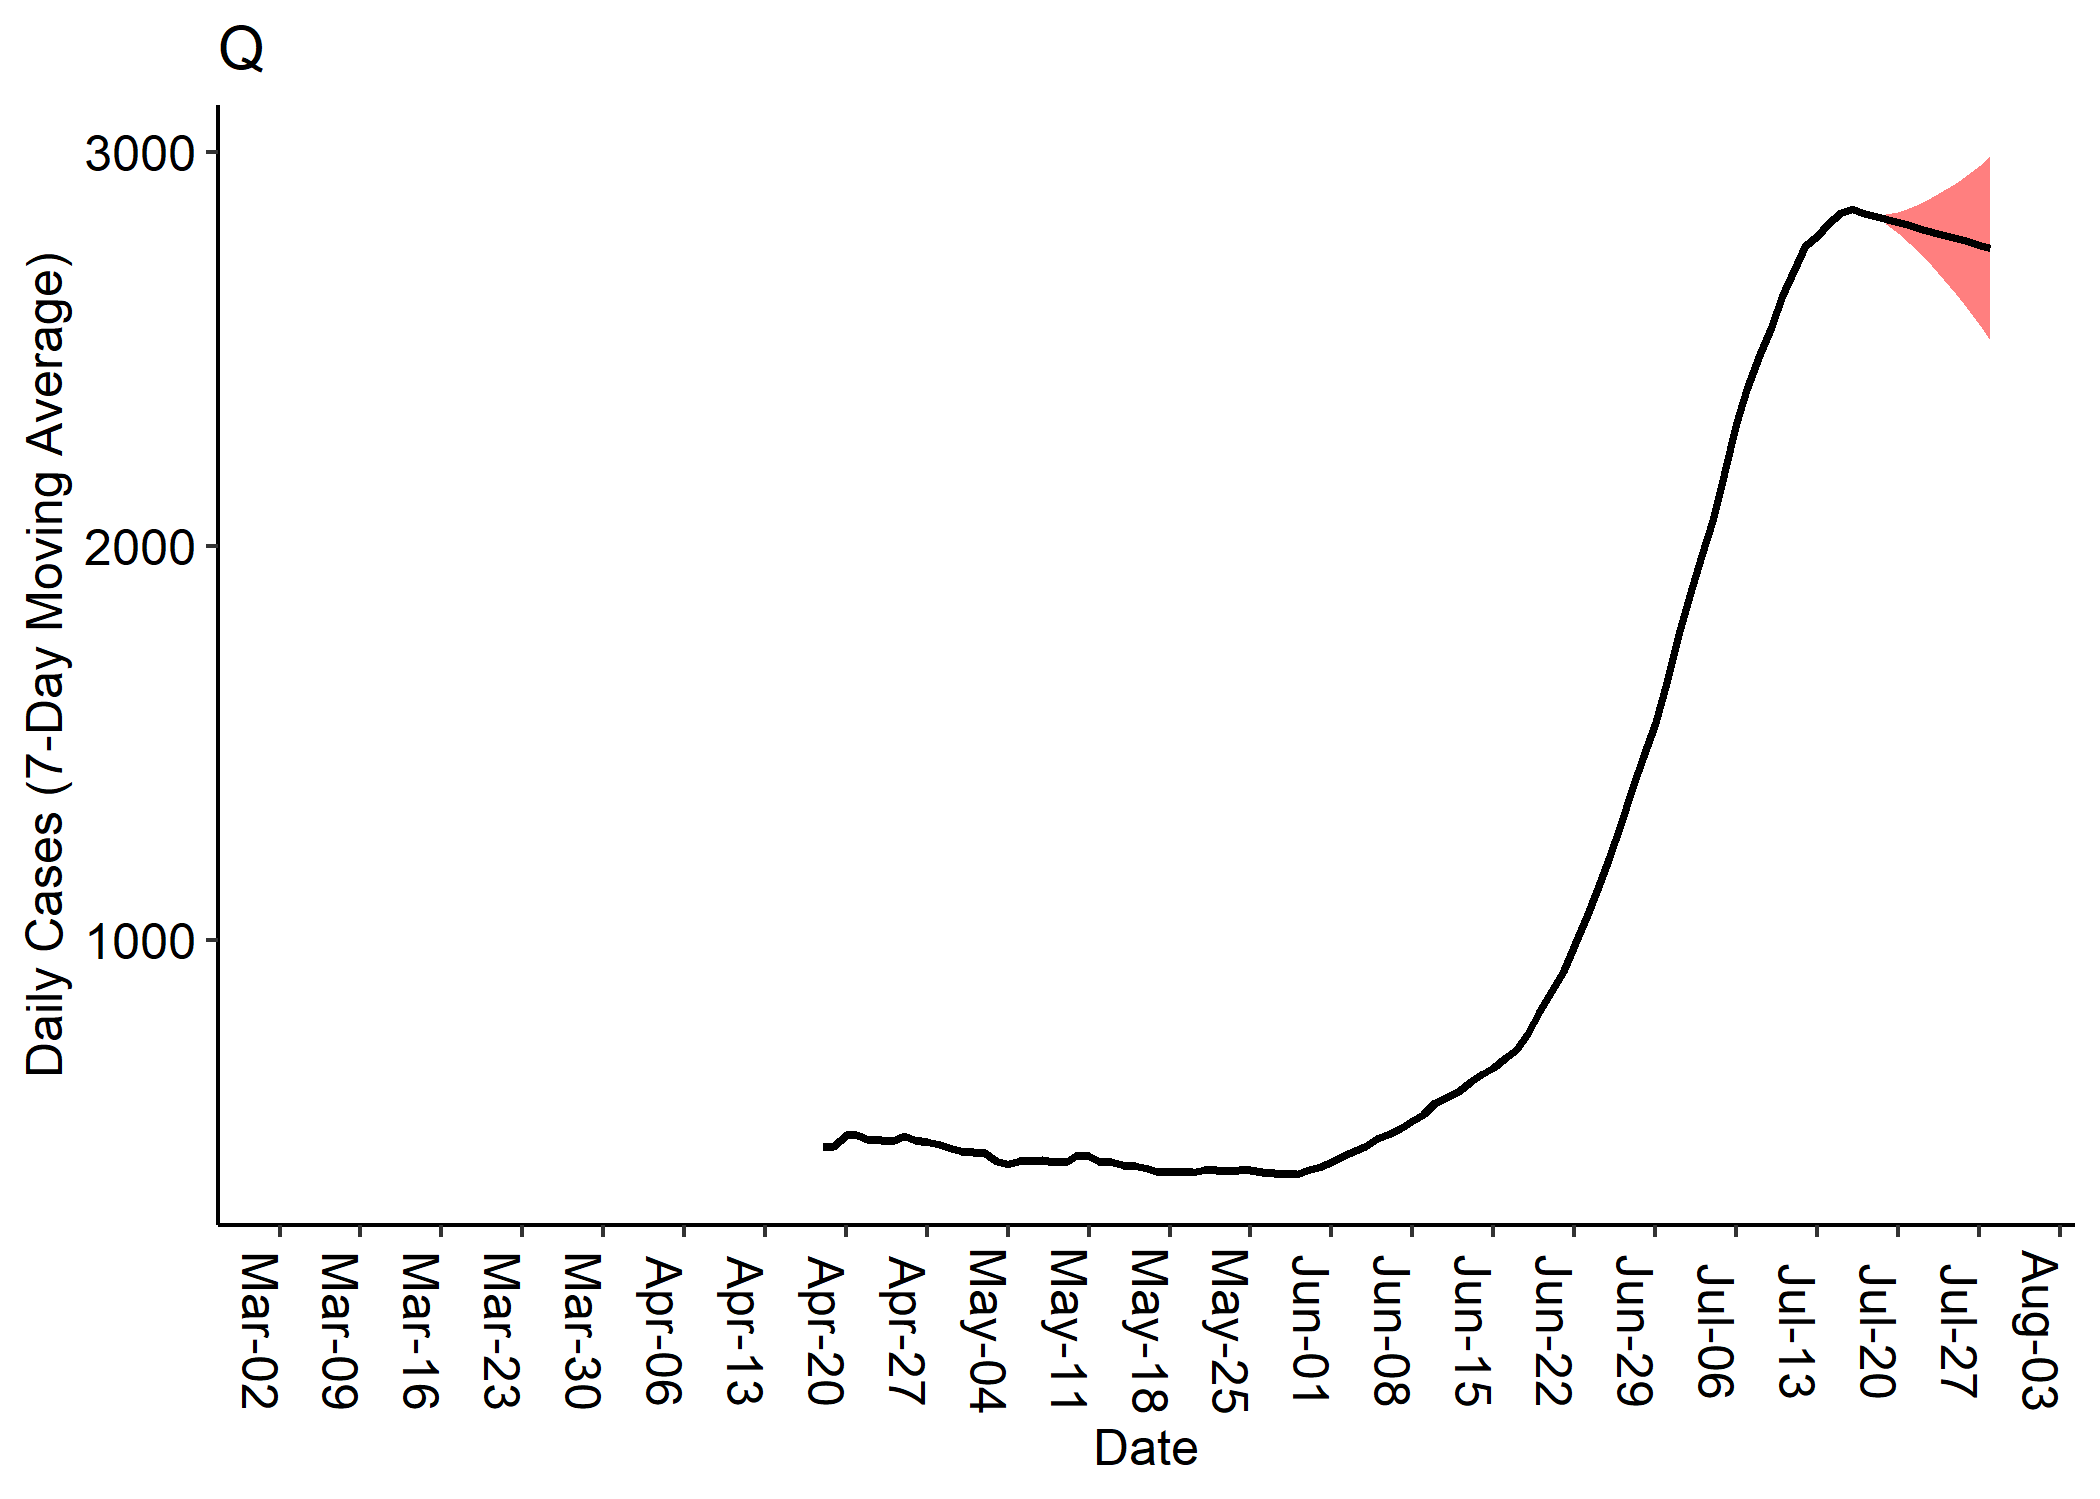 Q
Daily Cases (7-Day Moving Average)
3000
2000
1000
Mar-02
Mar-09
Mar-16
Mar-23
Mar-30
Apr-06
Apr-13
Apr-20
Apr-27
May-04
May-11
May-18
May-25
Jun-01
Jun-08
Jun-15
Jun-22
Jun-29
Jul-06
Jul-13
Jul-20
Jul-27
Aug-03
Date